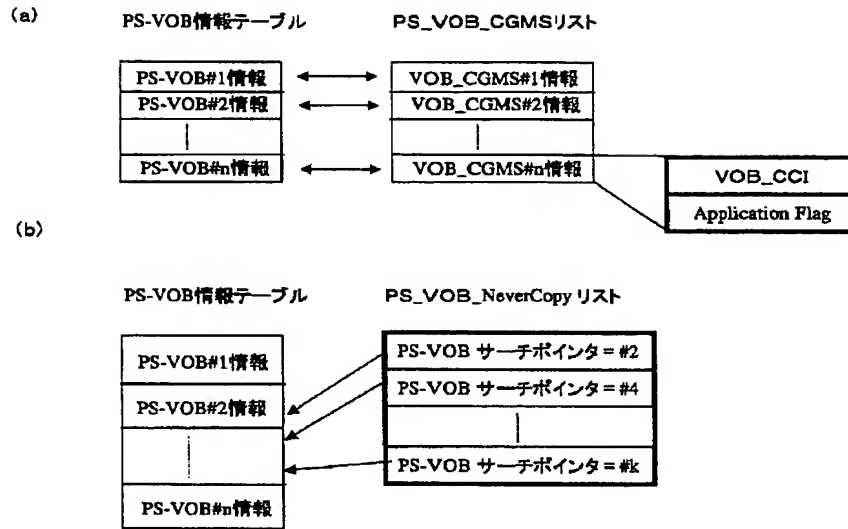 (a)
PS-VOB情報テーブル
PS_VOB_CGMSリスト
PS-VOB#1情報
VOB_CGMS#1情報
PS-VOB#2情報
VOB_CGMS#2情報
PS-VOB#n情報
VOB_CGMS#n情報
VOB_CCI
Application Flag
(b)
PS-VOB情報テーブル
PS_VOB_NeverCopy リスト
PS-VOB#1情報
PS-VOB サーチポインタ = #2
PS-VOB#2情報
PS-VOB サーチポインタ = #4
PS-VOB サーチポインタ = #k
PS-VOB#n情報